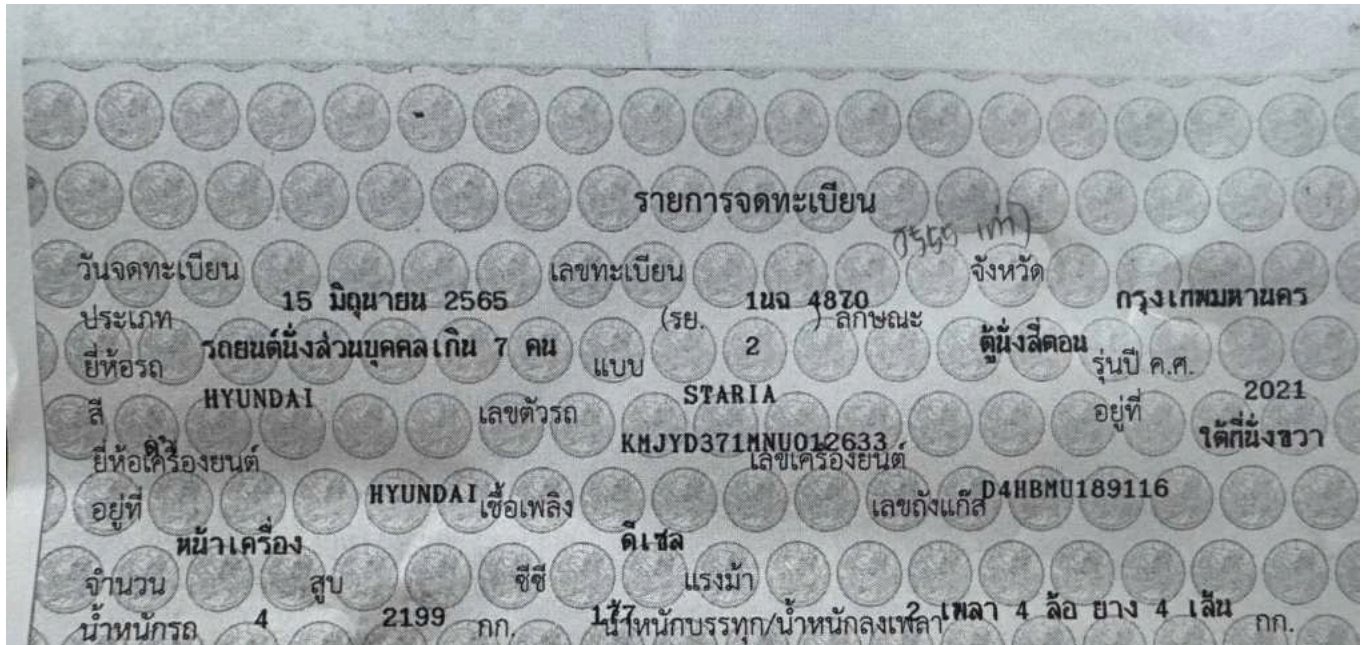 รายการจดทะเบียน
วันจดทะเบียน เลขทะเบียน จังหวัด
15 มิถุนายน 2565 1นฉ 4870 กรุงเทพมหานคร
ประเภท (รย. ) ลักษณะ
รถยนต์นั่งส่วนบุคคลเกิน 7 คน 2 ตู้นั่งสี่ตอน
ยี่ห้อรถ แบบ รุ่นปี ค.ศ.
HYUNDAI STARIA 2021
สี เลขตัวรถ อยู่ที่
ดำ KMJYD371MNU012633 ใต้ที่นั่งขวา
ยี่ห้อเครื่องยนต์ เลขเครื่องยนต์
HYUNDAI D4HBMU189116
อยู่ที่ เชื้อเพลิง เลขถังแก๊ส
หน้าเครื่อง ดีเซล
จำนวน สูบ ซีซี แรงม้า
4 2199 177 2 เพลา 4 ล้อ ยาง 4 เส้น
น้ำหนักรถ กก. น้ำหนักบรรทุก/น้ำหนักลงเพลา กก.